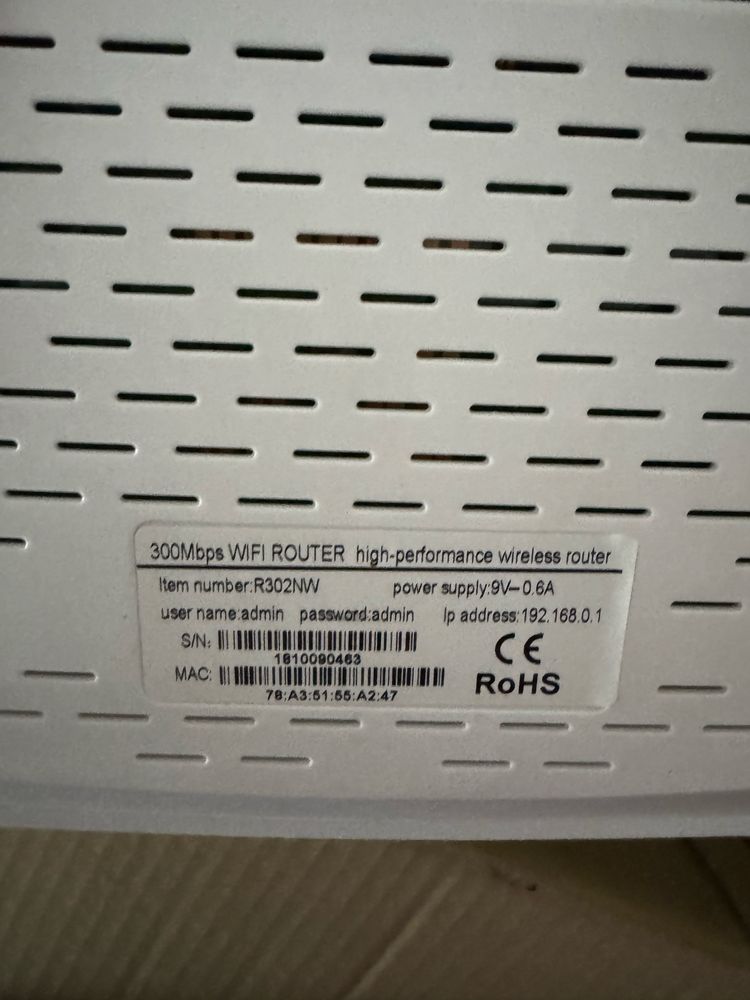 300Mbps WIFI ROUTER high-performance wireless router
Item number:R302NW power supply:9V⎓0.6A
user name:admin password:admin Ip address:192.168.0.1
S/N:
1810090463
MAC:
78:A3:51:55:A2:47
CE
RoHS